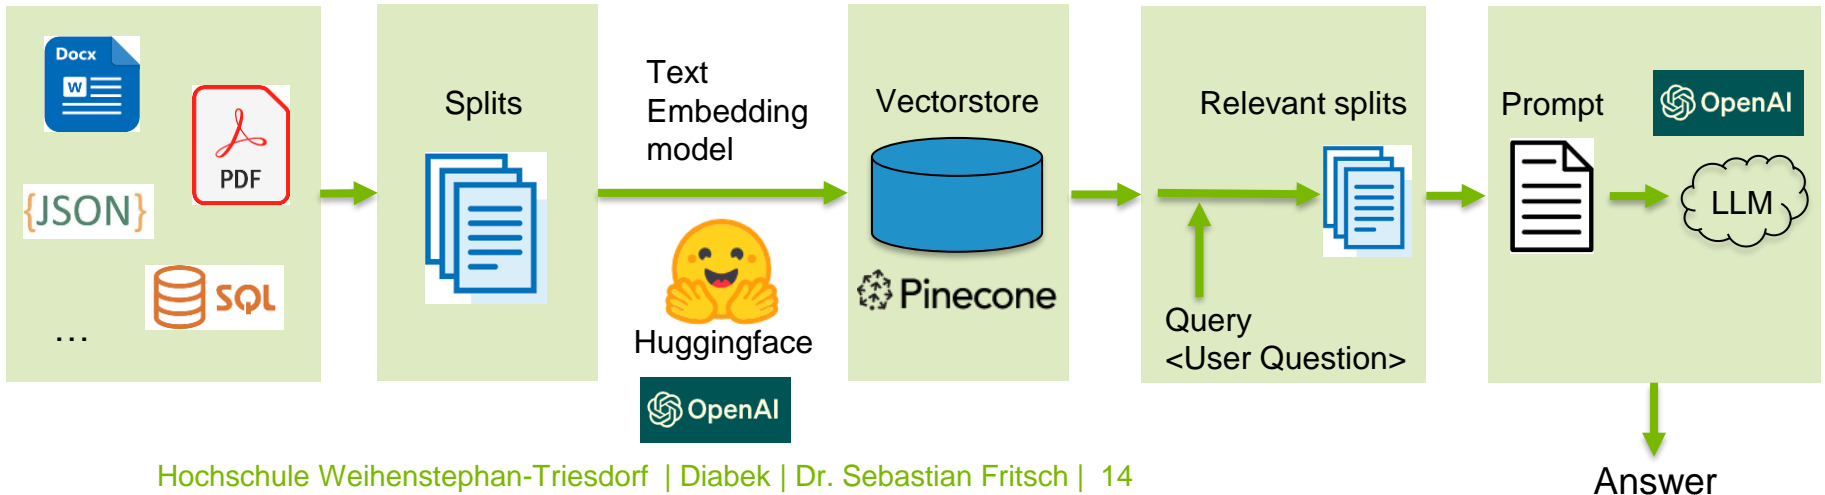 Docx
W
PDF
{JSON}
SQL
...
Splits
Text
Embedding
model
Huggingface
OpenAI
Vectorstore
Pinecone
Relevant splits
Query
<User Question>
Prompt
OpenAI
LLM
Answer
Hochschule Weihenstephan-Triesdorf | Diabek | Dr. Sebastian Fritsch | 14